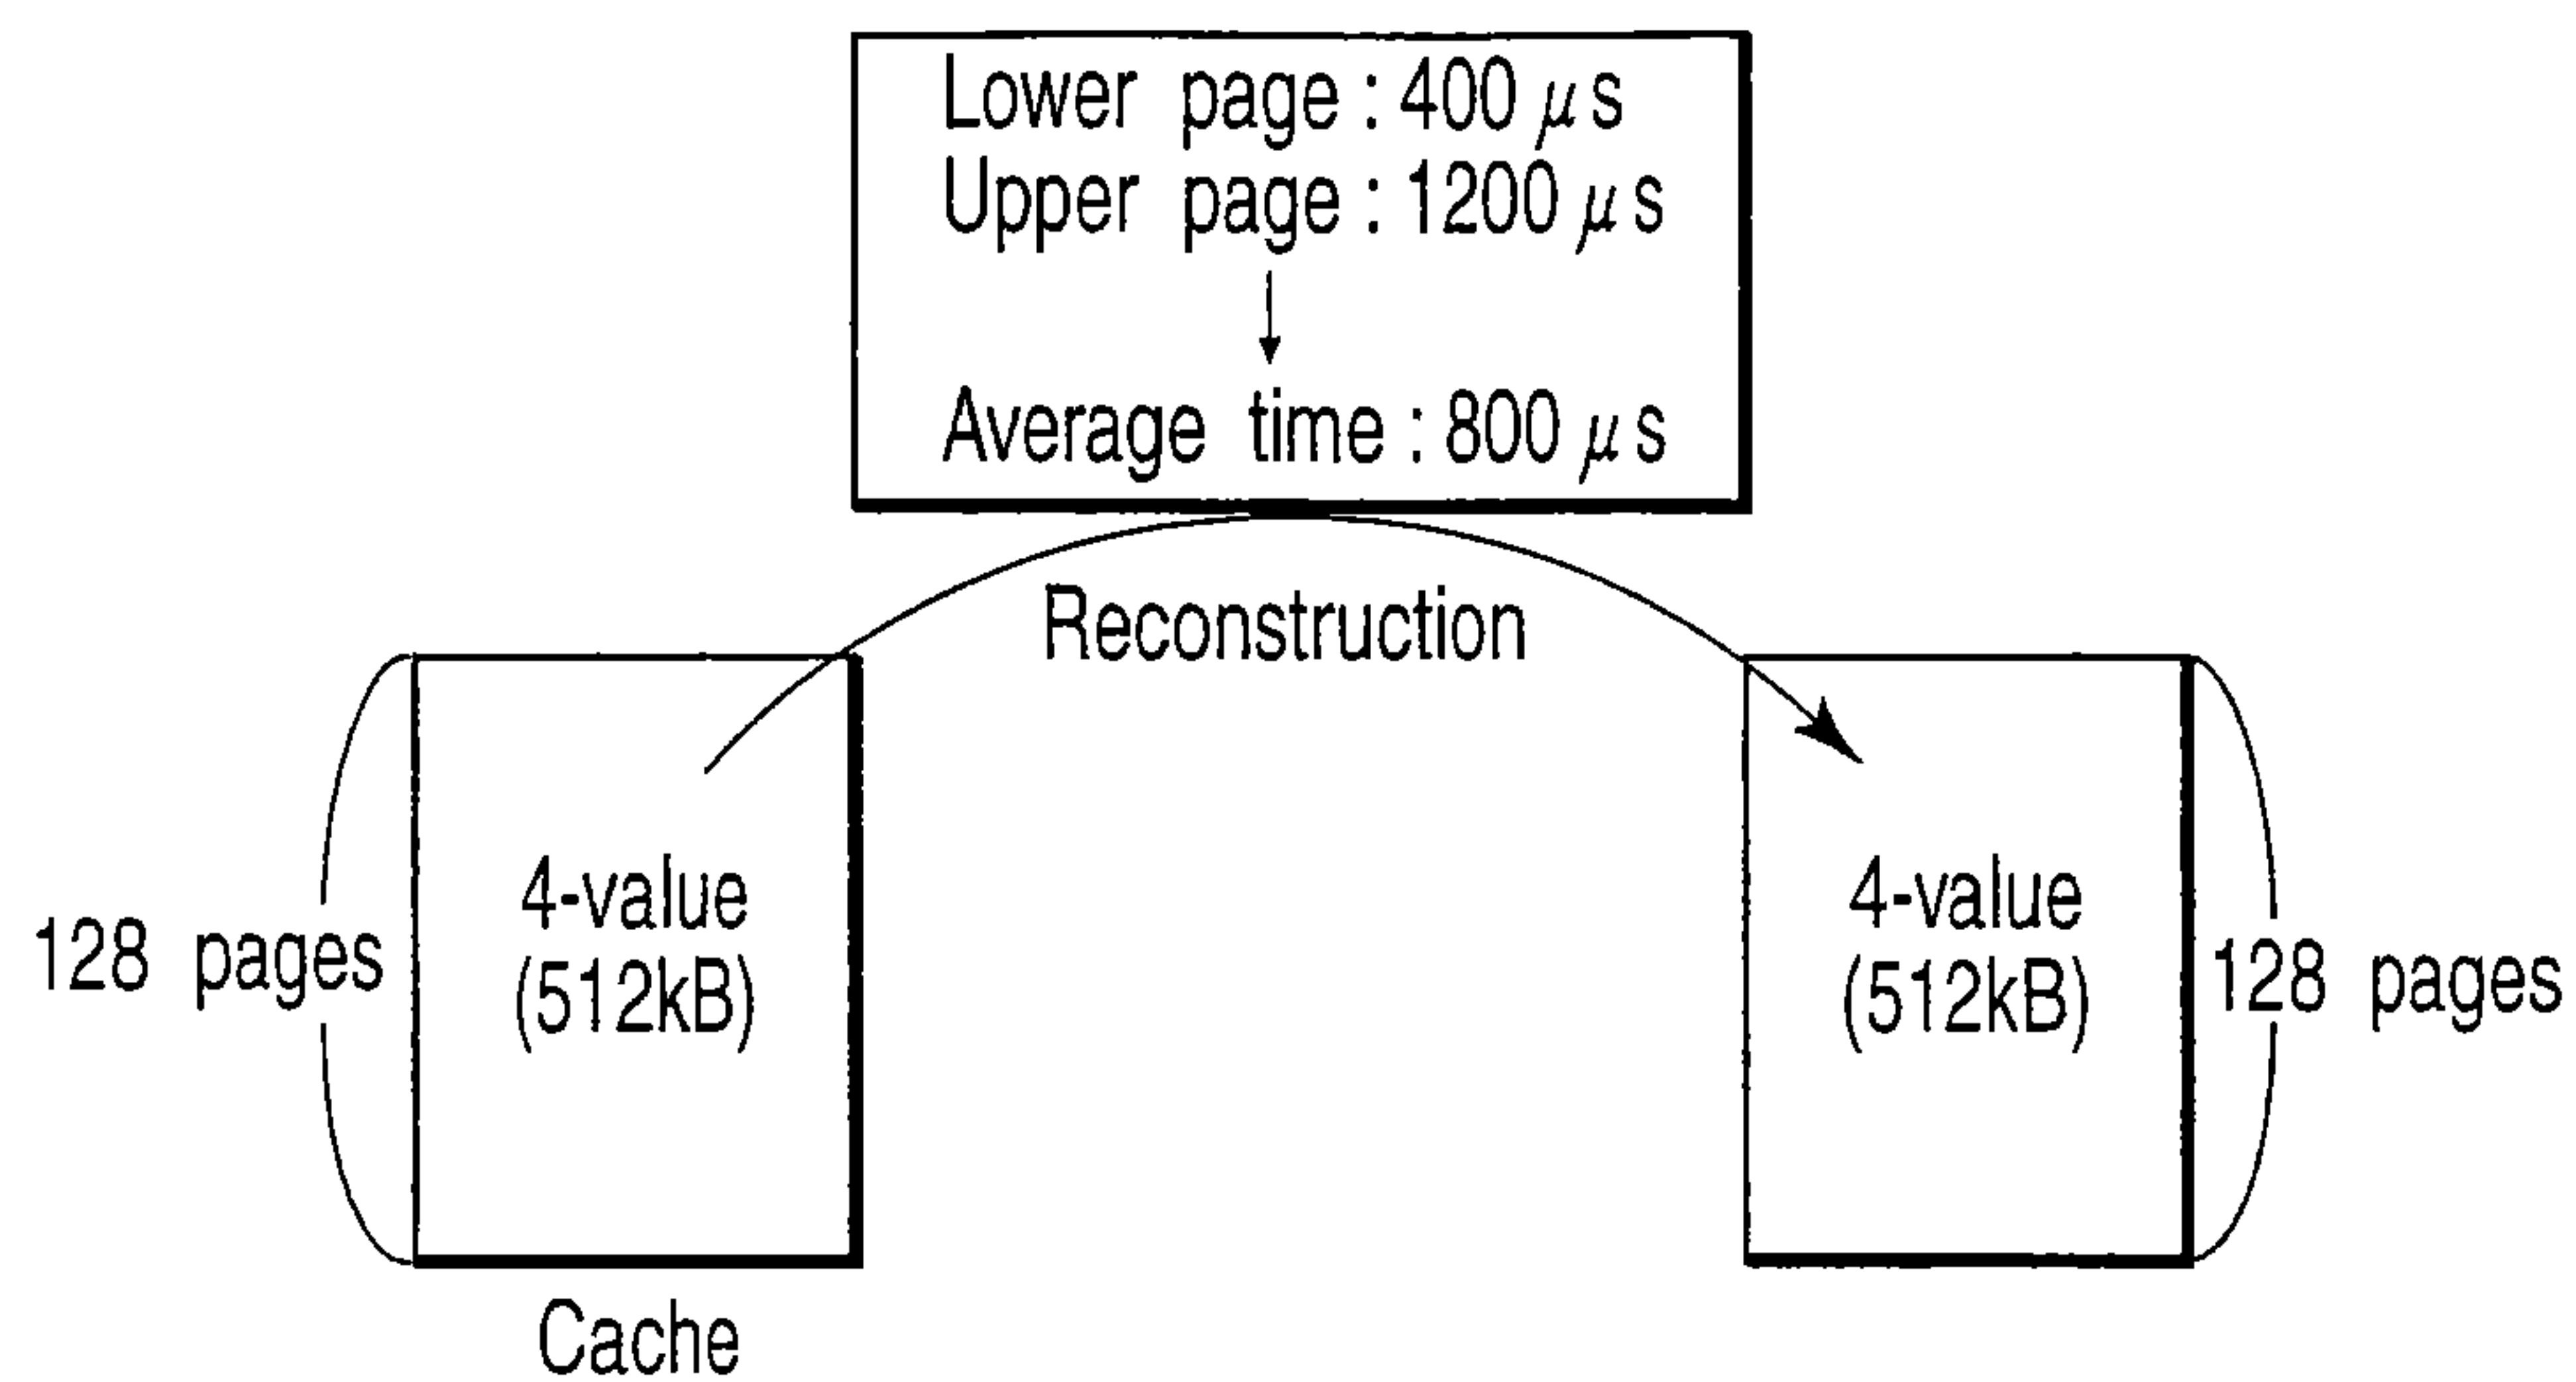 Lower page : 400 μs
Upper page : 1200 μs
Average time : 800 μs
Reconstruction
128 pages
4-value
(512kB)
4-value
(512kB)
128 pages
Cache